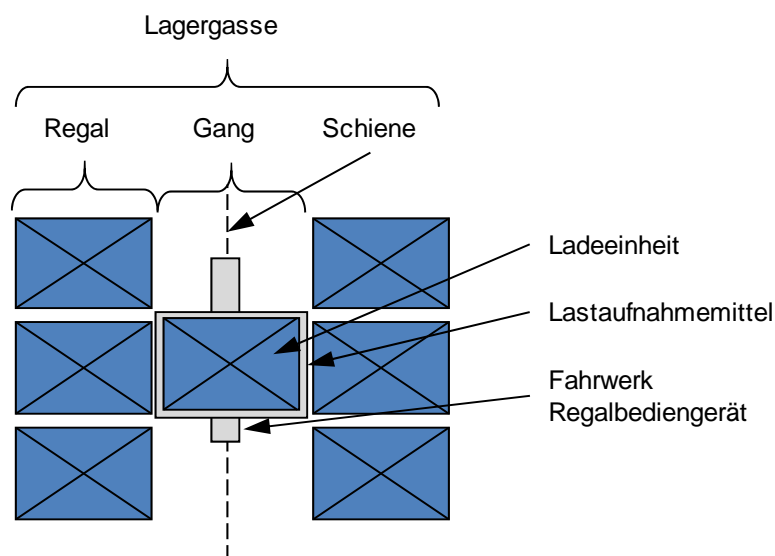 Lagergasse
Regal
Gang
Schiene
Ladeeinheit
Lastaufnahmemittel
Fahrwerk
Regalbediengerät